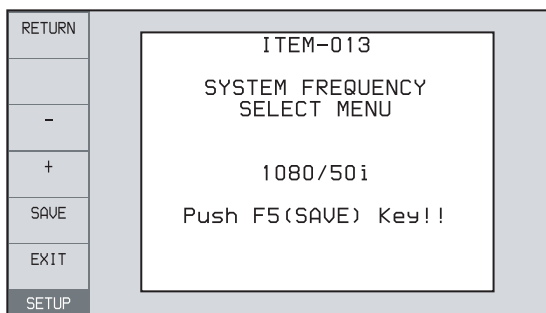 RETURN
-
+
SAVE
EXIT
SETUP
ITEM-013
SYSTEM FREQUENCY
SELECT MENU
1080/50i
Push F5(SAVE) Key!!